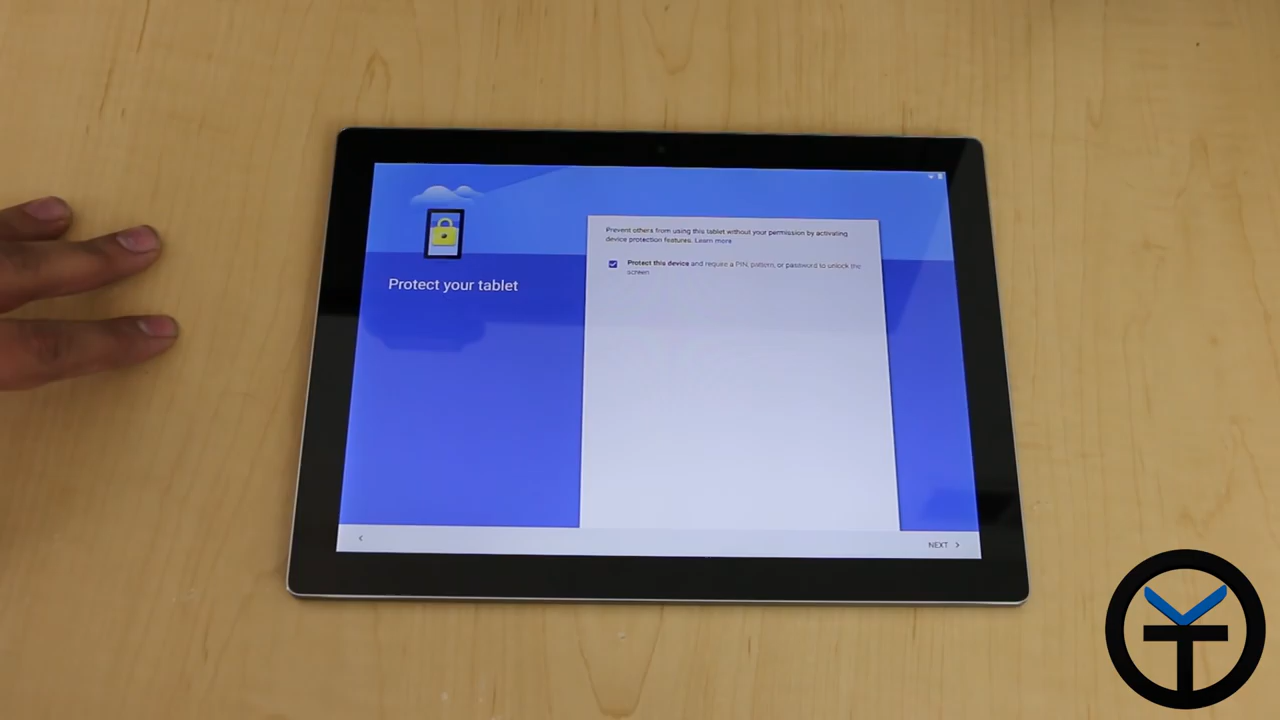 Protect your tablet
Prevent others from using this tablet without your permission by activating
device protection features. Learn more
Protect this device and require a PIN, pattern, or password to unlock the
screen
NEXT